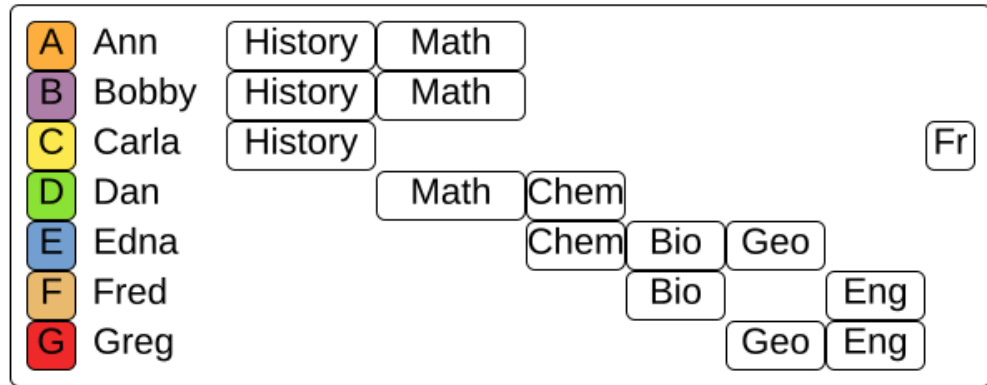 A Ann History Math
B Bobby History Math
C Carla History Fr
D Dan Math Chem
E Edna Chem Bio Geo
F Fred Bio Eng
G Greg Geo Eng